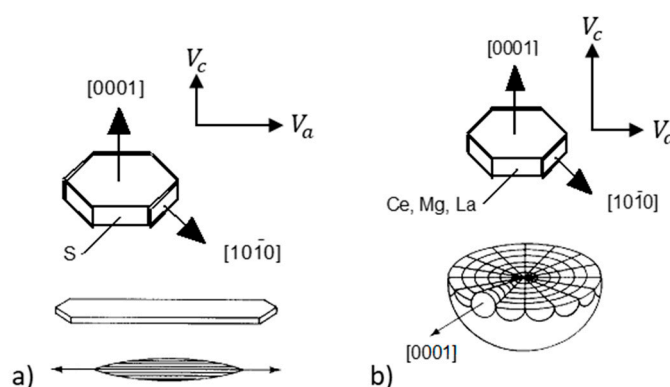 V_c
[0001]
V_a
S
[101̄0]
a)
V_c
[0001]
V_a
Ce, Mg, La
[101̄0]
[0001]
b)